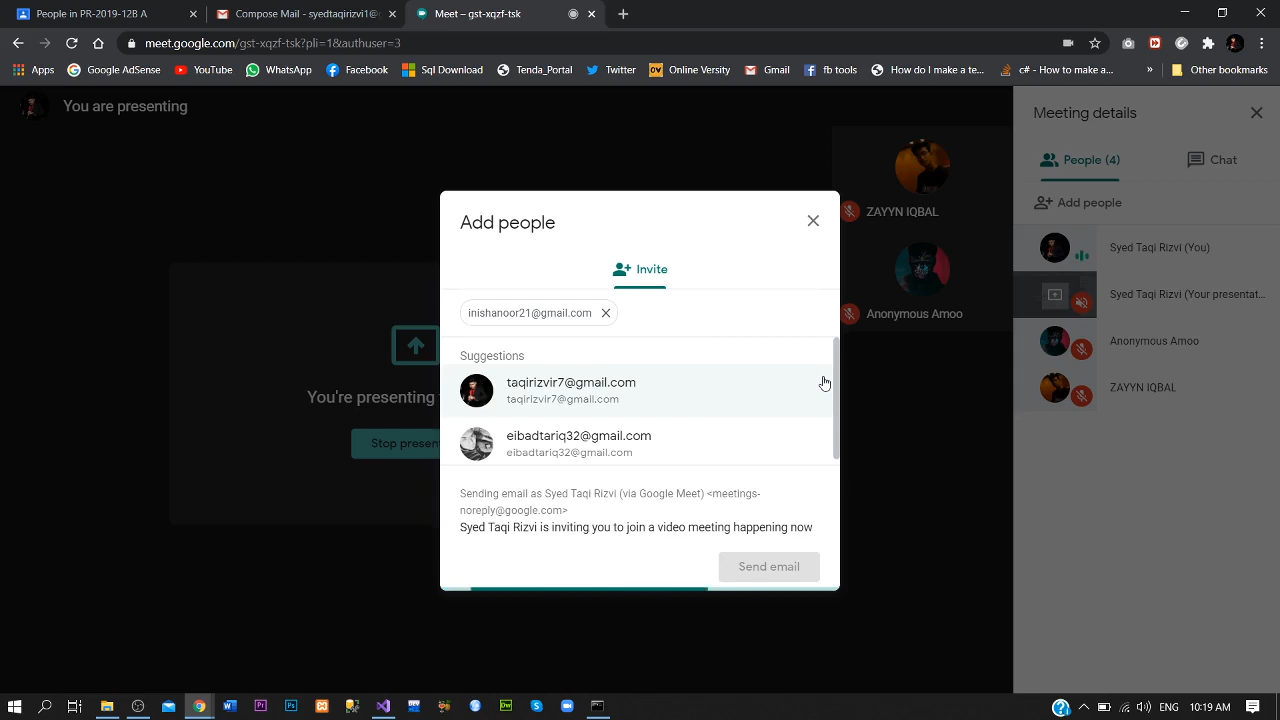 People in PR-2019-12B A
Compose Mail - syedtaqirizvi1@
Meet – gst-xqzf-tsk
meet.google.com/gst-xqzf-tsk?pli=1&authuser=3
Apps
Google AdSense
YouTube
WhatsApp
Facebook
Sql Download
Tenda_Portal
Twitter
Online Versity
Gmail
fb tools
How do I make a te...
c# - How to make a...
»
Other bookmarks
You are presenting
Meeting details
People (4)
Chat
Add people
Syed Taqi Rizvi (You)
Syed Taqi Rizvi (Your presentat...
Anonymous Amoo
ZAYYN IQBAL
ZAYYN IQBAL
Anonymous Amoo
You're presenting
Stop presen
Add people
Invite
inishanoor21@gmail.com
Suggestions
taqirizvir7@gmail.com
taqirizvir7@gmail.com
eibadtariq32@gmail.com
eibadtariq32@gmail.com
Sending email as Syed Taqi Rizvi (via Google Meet) <meetings-
noreply@google.com>
Syed Taqi Rizvi is inviting you to join a video meeting happening now
Send email
ENG
10:19 AM